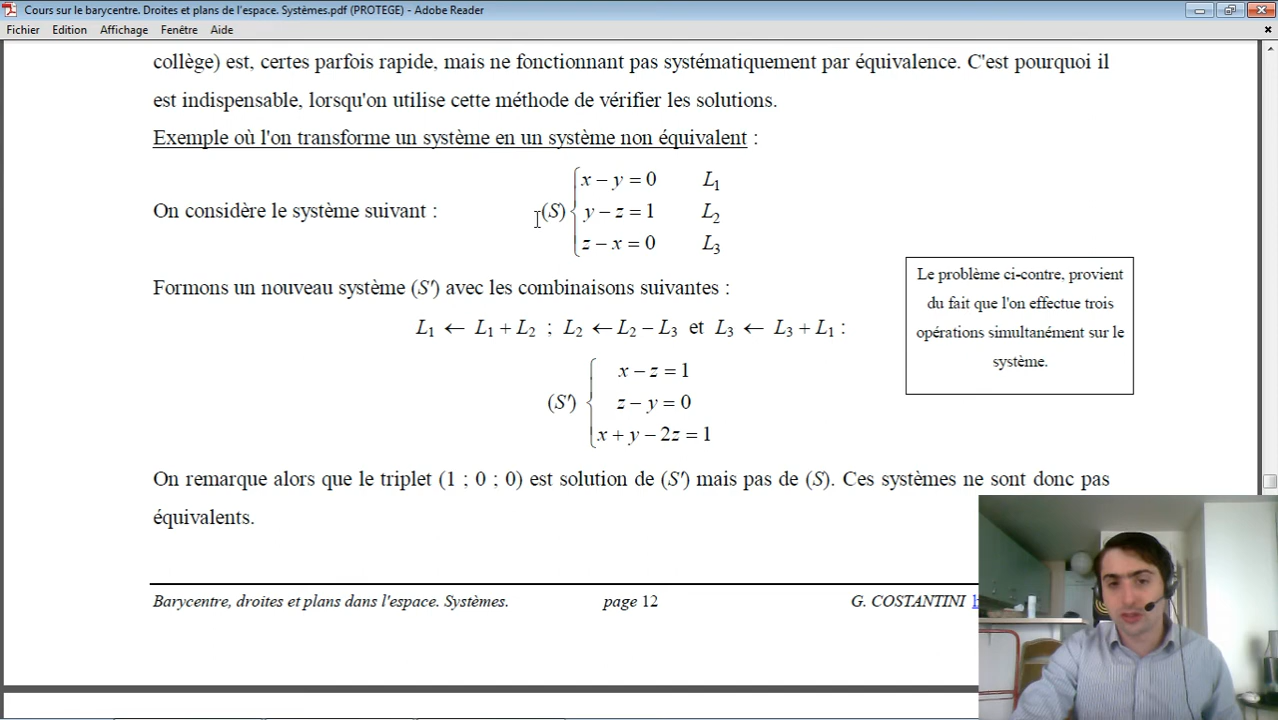 Cours sur le barycentre. Droites et plans de l'espace. Systèmes.pdf (PROTEGE) - Adobe Reader
Fichier Edition Affichage Fenêtre Aide
collège) est, certes parfois rapide, mais ne fonctionnant pas systématiquement par équivalence. C'est pourquoi il
est indispensable, lorsqu'on utilise cette méthode de vérifier les solutions.
Exemple où l'on transforme un système en un système non équivalent :
x − y = 0 L1
On considère le système suivant : (S) y − z = 1 L2
z − x = 0 L3
Formons un nouveau système (S') avec les combinaisons suivantes :
L1 ← L1 + L2 ; L2 ← L2 − L3 et L3 ← L3 + L1 :
x − z = 1
(S') z − y = 0
x + y − 2z = 1
Le problème ci-contre, provient
du fait que l'on effectue trois
opérations simultanément sur le
système.
On remarque alors que le triplet (1 ; 0 ; 0) est solution de (S') mais pas de (S). Ces systèmes ne sont donc pas
équivalents.
Barycentre, droites et plans dans l'espace. Systèmes. page 12 G. COSTANTINI